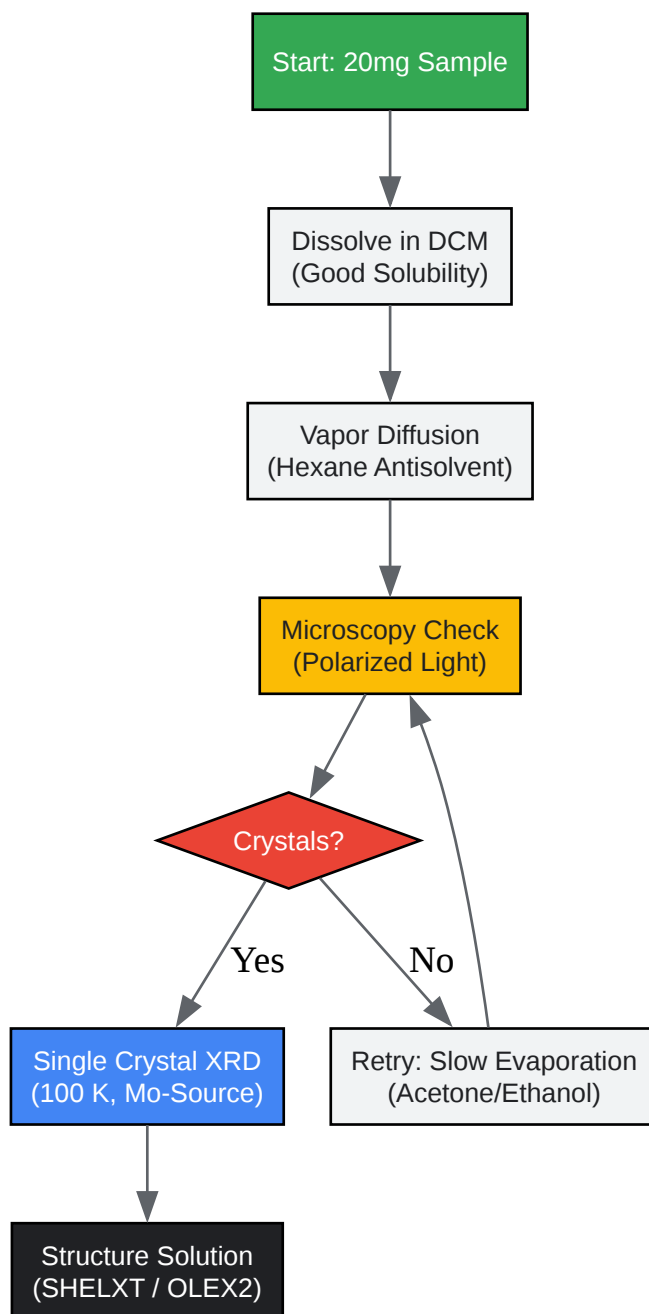 Start: 20mg Sample
Dissolve in DCM
(Good Solubility)
Vapor Diffusion
(Hexane Antisolvent)
Microscopy Check
(Polarized Light)
Crystals?
Yes
No
Single Crystal XRD
(100 K, Mo-Source)
Retry: Slow Evaporation
(Acetone/Ethanol)
Structure Solution
(SHELXT / OLEX2)